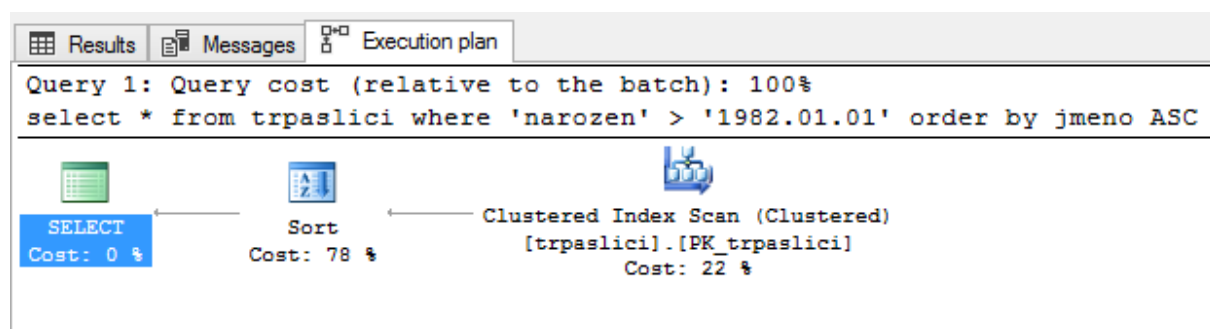 Results Messages Execution plan
Query 1: Query cost (relative to the batch): 100%
select * from trpaslici where 'narozen' > '1982.01.01' order by jmeno ASC
SELECT
Cost: 0 %
Sort
Cost: 78 %
Clustered Index Scan (Clustered)
[trpaslici].[PK_trpaslici]
Cost: 22 %